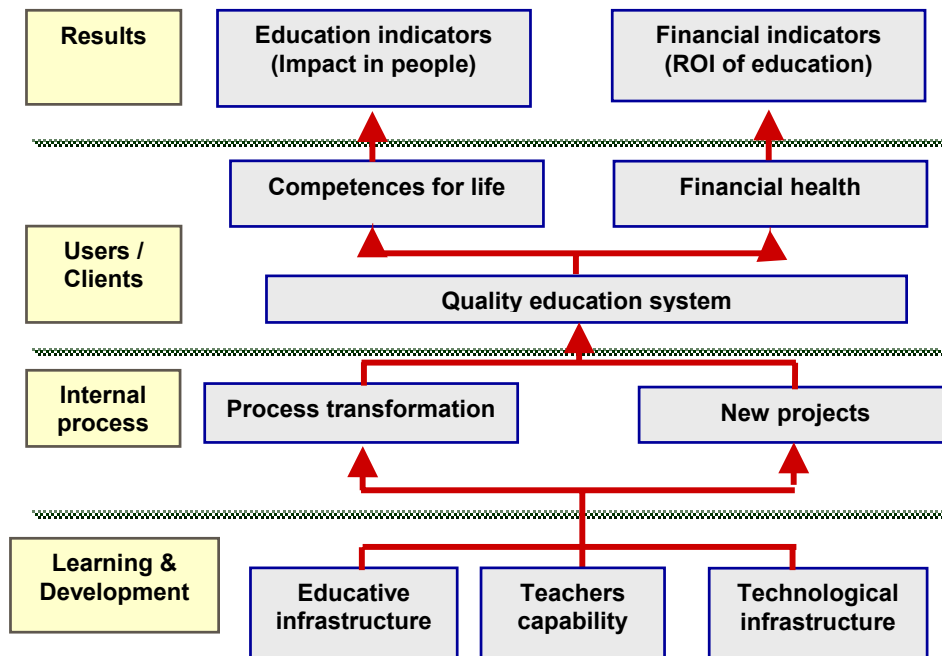 Results
Education indicators
(Impact in people)
Financial indicators
(ROI of education)
Competences for life
Financial health
Users /
Clients
Quality education system
Internal
process
Process transformation
New projects
Learning &
Development
Educative
infrastructure
Teachers
capability
Technological
infrastructure